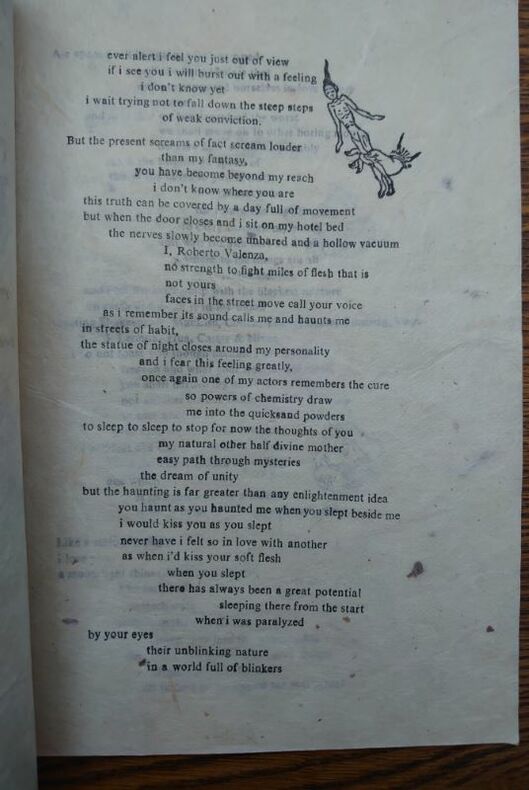 ever alert i feel you just out of view
if i see you i will burst out with a feeling
i don't know yet
i wait trying not to fall down the steep steps
of weak conviction.
But the present screams of fact scream louder
than my fantasy,
you have become beyond my reach
i don't know where you are
this truth can be covered by a day full of movement
but when the door closes and i sit on my hotel bed
the nerves slowly become unbared and a hollow vacuum
I, Roberto Valenza,
no strength to fight miles of flesh that is
not yours
faces in the street move call your voice
as i remember its sound calls me and haunts me
in streets of habit,
the statue of night closes around my personality
and i fear this feeling greatly,
once again one of my actors remembers the cure
so powers of chemistry draw
me into the quicksand powders
to sleep to sleep to stop for now the thoughts of you
my natural other half divine mother
easy path through mysteries
the dream of unity
but the haunting is far greater than any enlightenment idea
you haunt as you haunted me when you slept beside me
i would kiss you as you slept
never have i felt so in love with another
as when i'd kiss your soft flesh
when you slept
there has always been a great potential
sleeping there from the start
when i was paralyzed
by your eyes
their unblinking nature
in a world full of blinkers